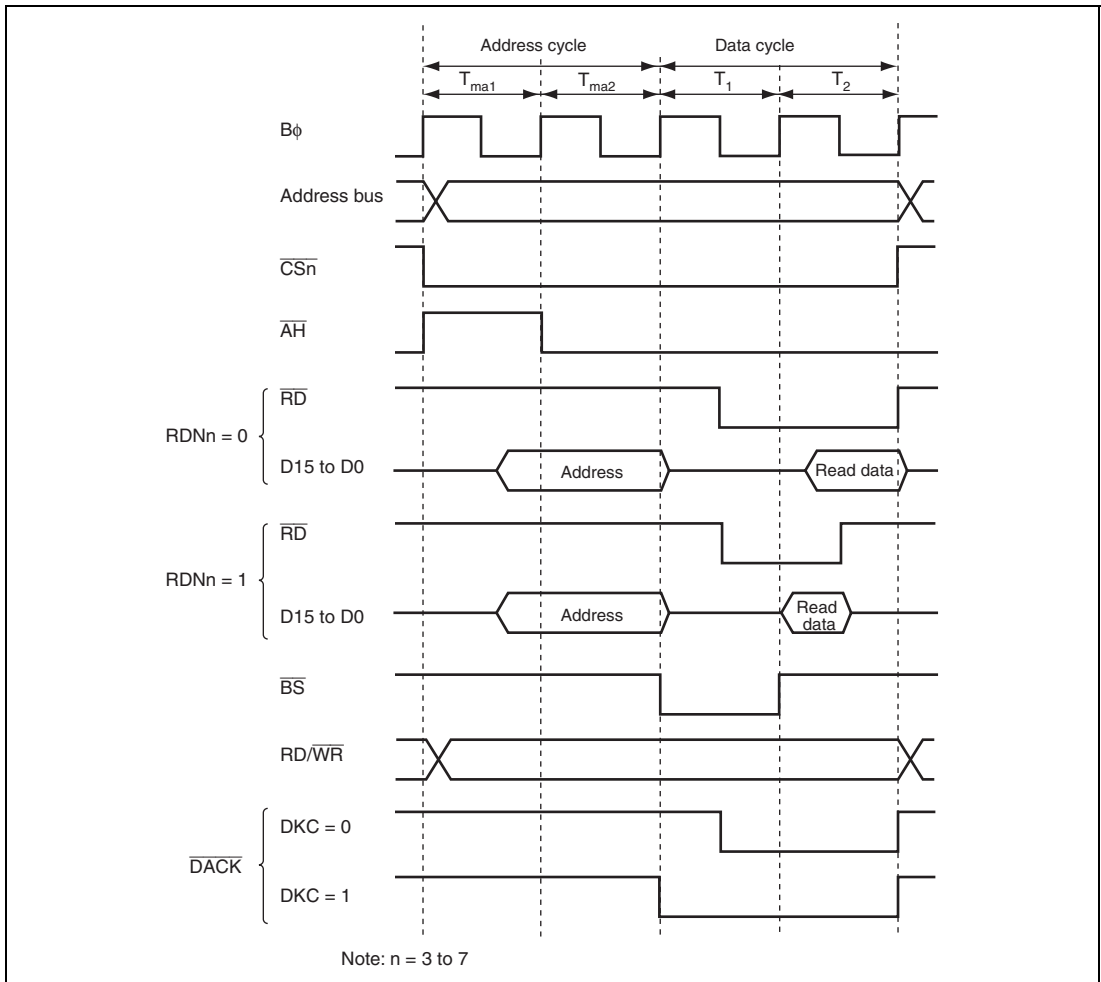 Address cycle Data cycle
Tma1 Tma2 T1 T2
Bϕ
Address bus
CSn
AH
RD
RDNn = 0
D15 to D0 Address Read data
RD
RDNn = 1
D15 to D0 Address Read
data
BS
RD/WR
DKC = 0
DACK
DKC = 1
Note: n = 3 to 7